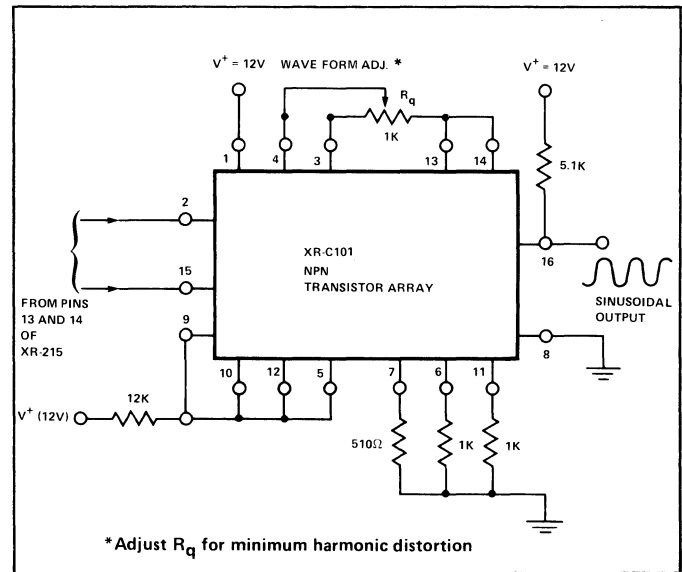 V+ = 12V
WAVE FORM ADJ. *
V+ = 12V
Rq
1K
1
4
3
13
14
5.1K
2
XR-C101
NPN
TRANSISTOR ARRAY
16
15
SINUSOIDAL
OUTPUT
FROM PINS
13 AND 14
OF
XR-215
9
8
10
12
5
7
6
11
12K
V+ (12V)
510Ω
1K
1K
*Adjust Rq for minimum harmonic distortion